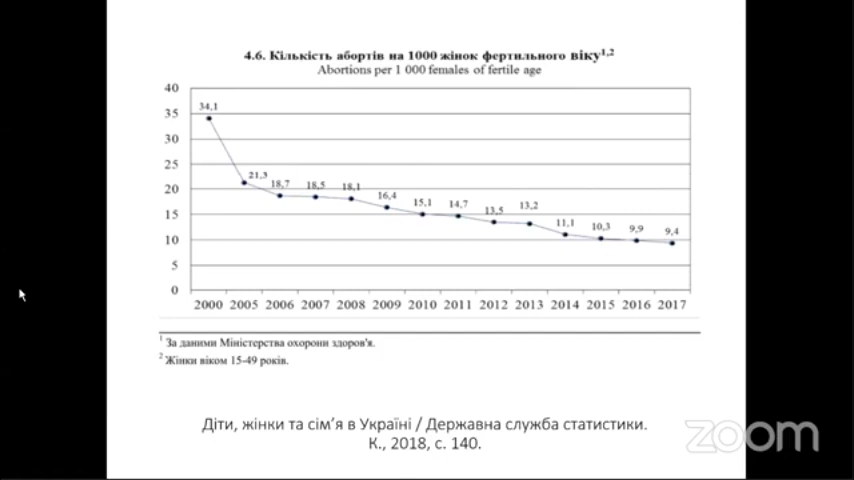 4.6. Кількість абортів на 1000 жінок фертильного віку1,2
Abortions per 1 000 females of fertile age
40
35
30
25
20
15
10
5
0
34,1
21,3
18,7
18,5
18,1
16,4
15,1
14,7
13,5
13,2
11,1
10,3
9,9
9,4
2000 2005 2006 2007 2008 2009 2010 2011 2012 2013 2014 2015 2016 2017
1 За даними Міністерства охорони здоров'я.
2 Жінки віком 15-49 років.
Діти, жінки та сім’я в Україні / Державна служба статистики.
К., 2018, с. 140.
zoom